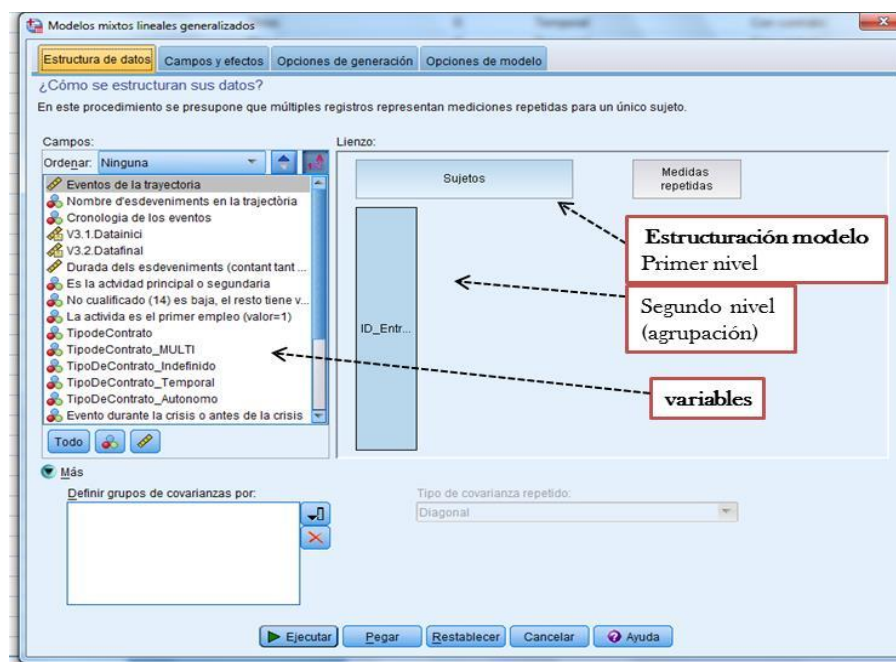 Modelos mixtos lineales generalizados
Estructura de datos Campos y efectos Opciones de generación Opciones de modelo
¿Cómo se estructuran sus datos?
En este procedimiento se presupone que múltiples registros representan mediciones repetidas para un único sujeto.
Campos:
Ordenar: Ninguna
Eventos de la trayectoria
Nombre d'esdeveniments en la trajectòria
Cronologia de los eventos
V3.1.Datainici
V3.2.Datafinal
Durada dels esdeveniments (contant tant ...
Es la actvidad principal o segundaria
No cualificado (14) es baja, el resto tiene v...
La activida es el primer empleo (valor=1)
TipodeContrato
TipodeContrato_MULTI
TipoDeContrato_Indefinido
TipoDeContrato_Temporal
TipoDeContrato_Autonomo
Evento durante la crisis o antes de la crisis
Todo
Lienzo:
Sujetos
Medidas
repetidas
ID_Entr...
Estructuración modelo
Primer nivel
Segundo nivel
(agrupación)
variables
Más
Definir grupos de covarianzas por:
Tipo de covarianza repetido:
Diagonal
Ejecutar Pegar Restablecer Cancelar Ayuda